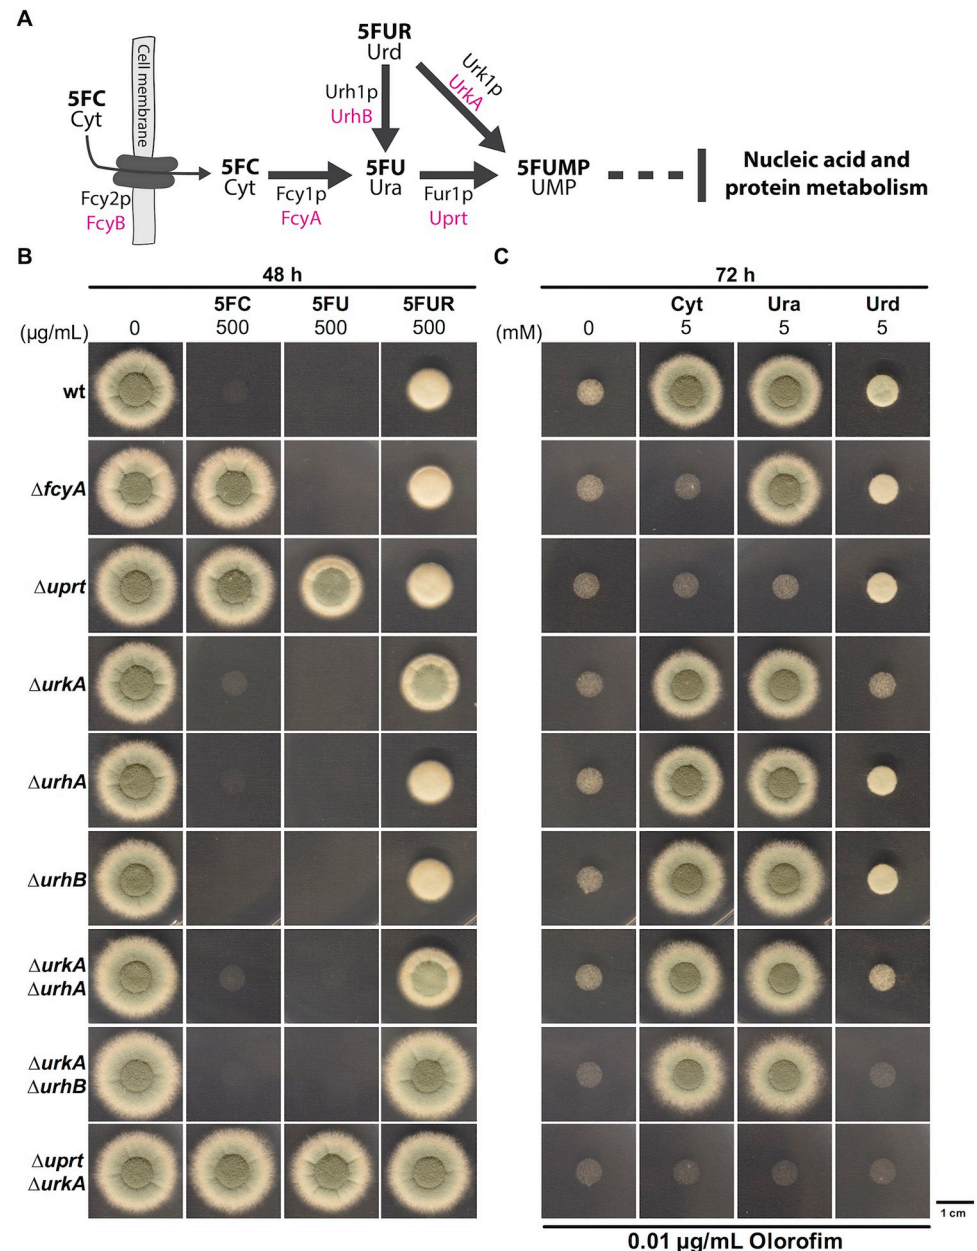 A
5FUR
Urd
Cell membrane
5FC
Cyt
Urh1p
UrhB
Urk1p
UrkA
5FC
Cyt
5FU
Ura
5FUMP
UMP
Nucleic acid and
protein metabolism
Fcy2p
FcyB
Fcy1p
FcyA
Fur1p
Uprt
B
48 h
5FC 5FU 5FUR
(µg/mL) 0 500 500 500
C
72 h
Cyt Ura Urd
(mM) 0 5 5 5
wt
ΔfcyA
Δuprt
ΔurkA
ΔurhA
ΔurhB
ΔurkA
ΔurhA
ΔurkA
ΔurhB
Δuprt
ΔurkA
1 cm
0.01 µg/mL Olorofim